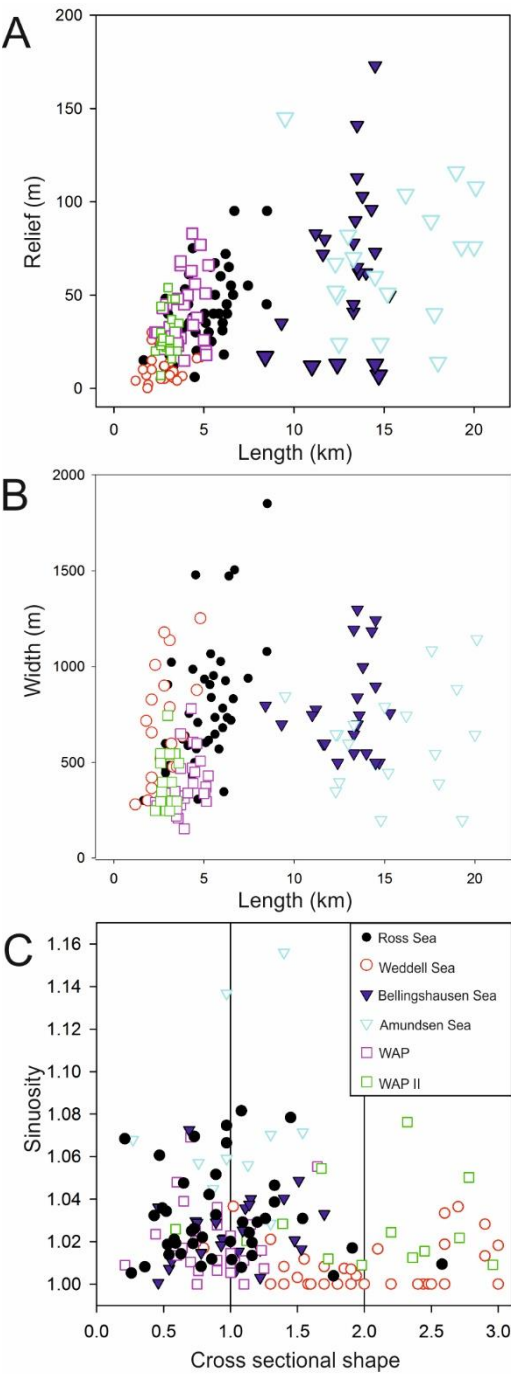 A
200
150
100
50
0
Relief (m)
0 5 10 15 20
Length (km)
B
2000
1500
1000
500
0
Width (m)
0 5 10 15 20
Length (km)
C
1.16
1.14
1.12
1.10
1.08
1.06
1.04
1.02
1.00
Sinuosity
Ross Sea
Weddell Sea
Bellingshausen Sea
Amundsen Sea
WAP
WAP II
0.0 0.5 1.0 1.5 2.0 2.5 3.0
Cross sectional shape